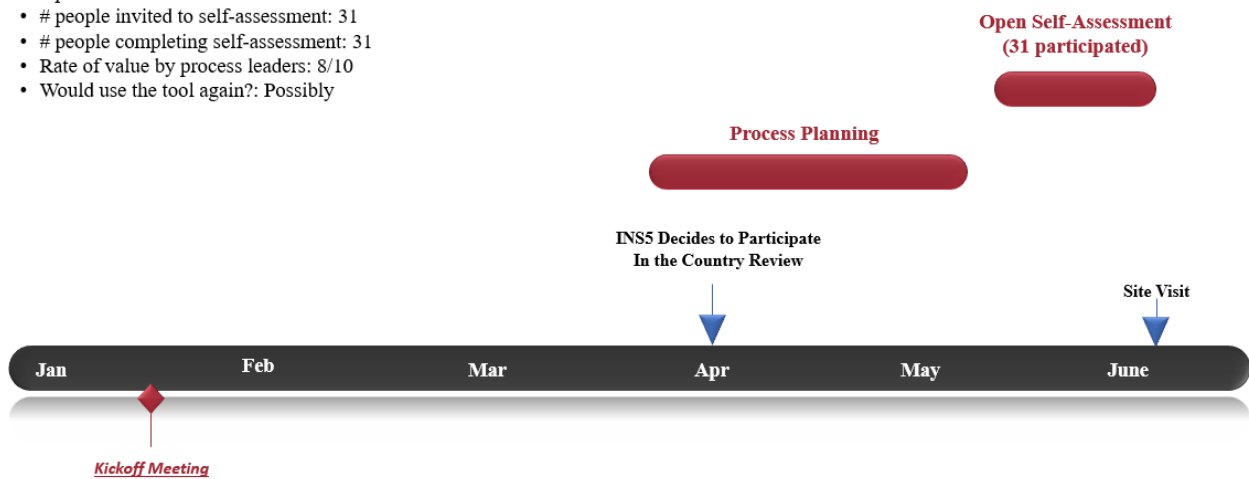 • # people invited to self-assessment: 31
• # people completing self-assessment: 31
• Rate of value by process leaders: 8/10
• Would use the tool again?: Possibly
Open Self-Assessment
(31 participated)
Process Planning
INS5 Decides to Participate
In the Country Review
Site Visit
Jan Feb Mar Apr May June
Kickoff Meeting